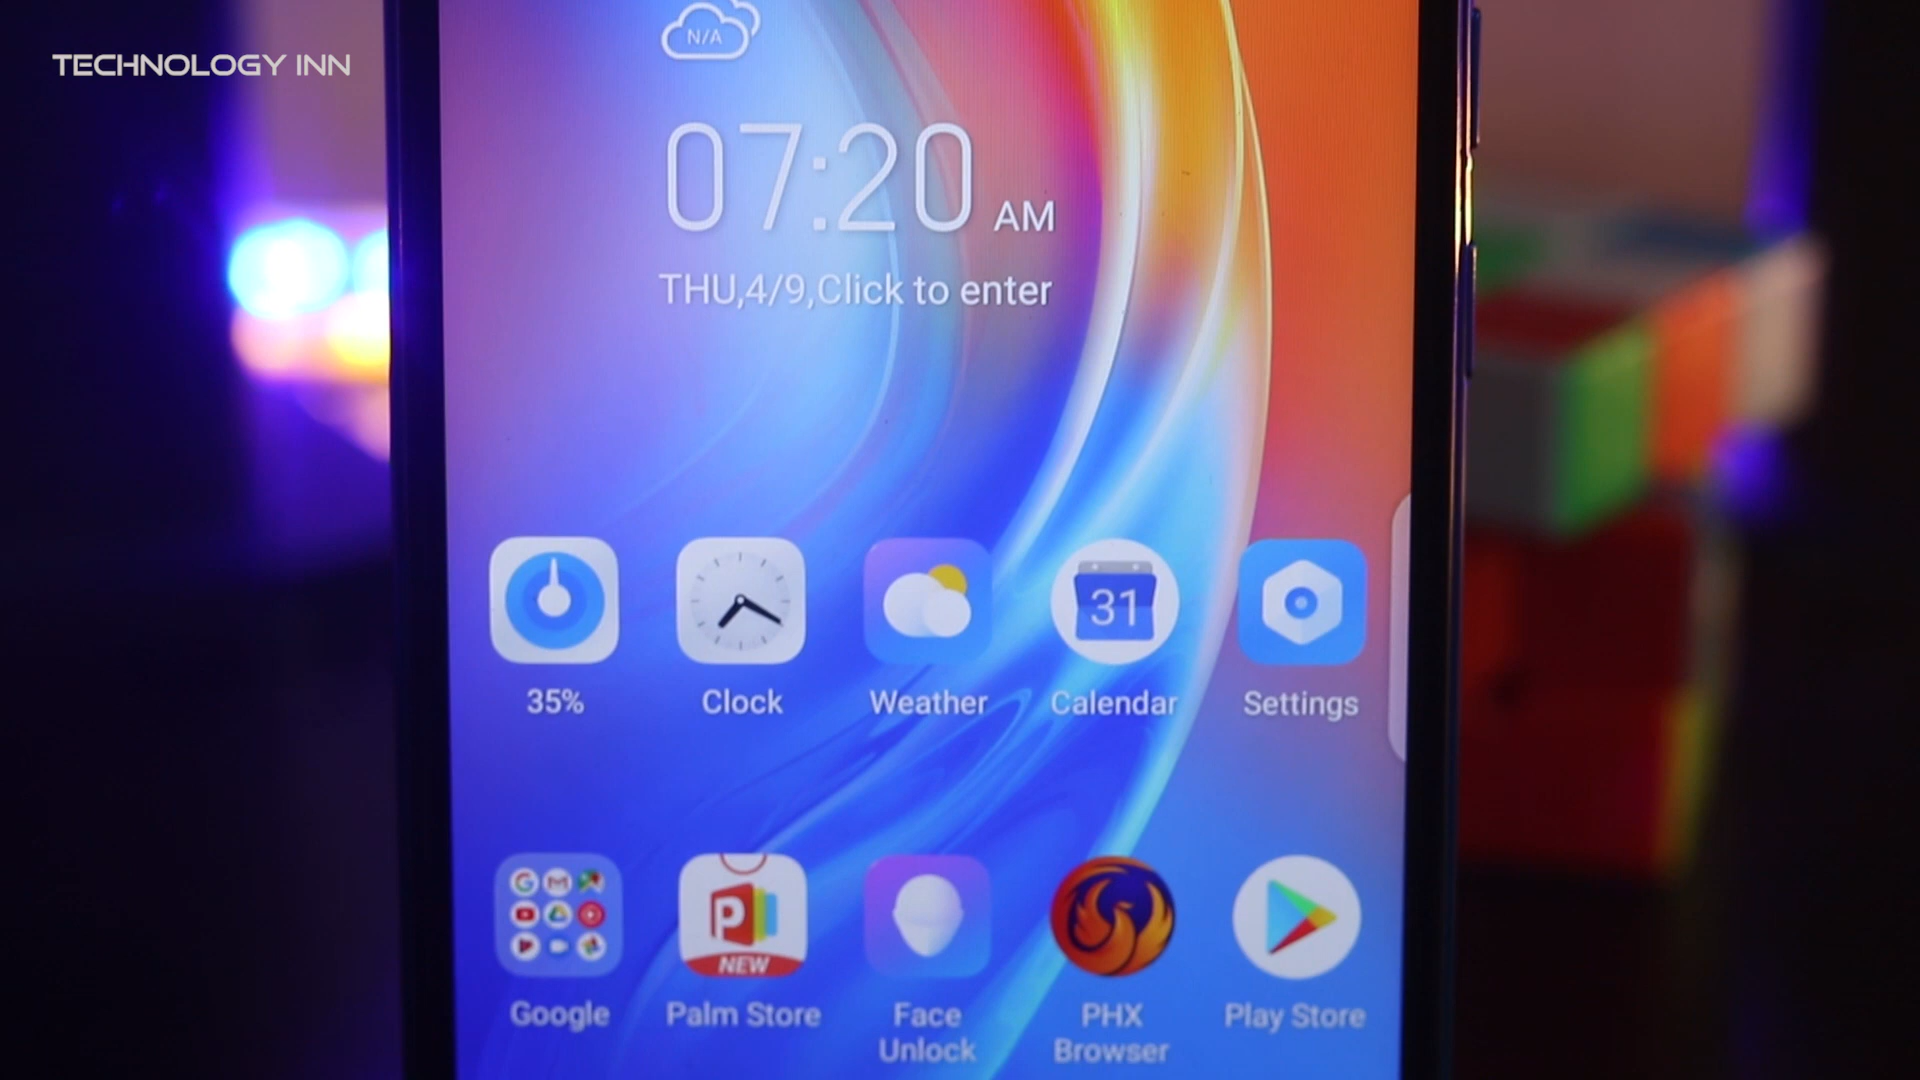 TECHNOLOGY INN
N/A
07:20 AM
THU,4/9,Click to enter
31
35%
Clock
Weather
Calendar
Settings
P
NEW
Google
Palm Store
Face
Unlock
PHX
Browser
Play Store